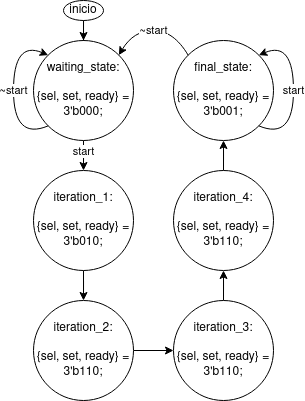 inicio
waiting_state:
{sel, set, ready} =
3'b000;
~start
start
~start
final_state:
{sel, set, ready} =
3'b001;
start
iteration_1:
{sel, set, ready} =
3'b010;
iteration_4:
{sel, set, ready} =
3'b110;
iteration_2:
{sel, set, ready} =
3'b110;
iteration_3:
{sel, set, ready} =
3'b110;